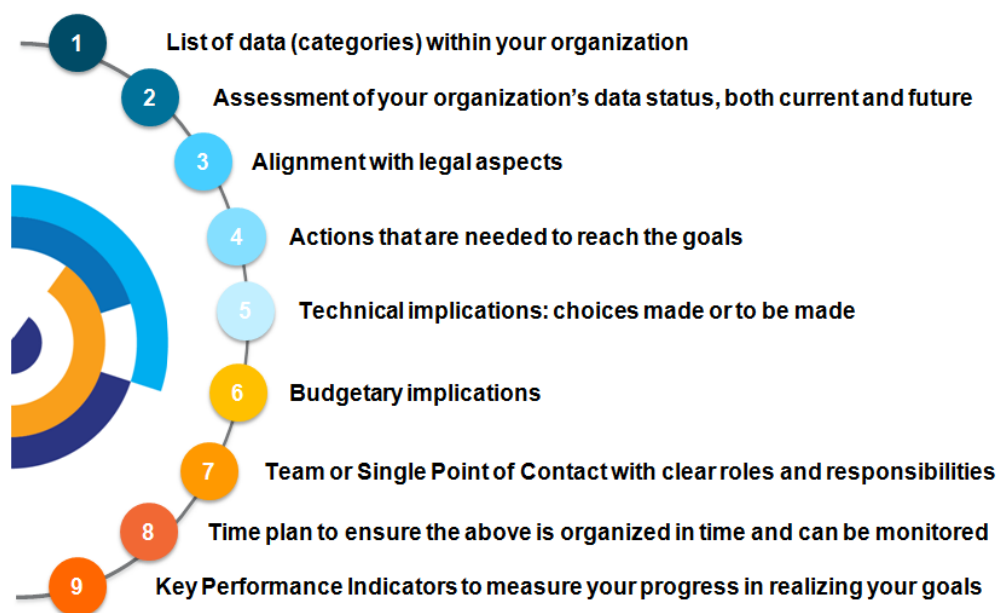 1 List of data (categories) within your organization
2 Assessment of your organization's data status, both current and future
3 Alignment with legal aspects
4 Actions that are needed to reach the goals
5 Technical implications: choices made or to be made
6 Budgetary implications
7 Team or Single Point of Contact with clear roles and responsibilities
8 Time plan to ensure the above is organized in time and can be monitored
9 Key Performance Indicators to measure your progress in realizing your goals